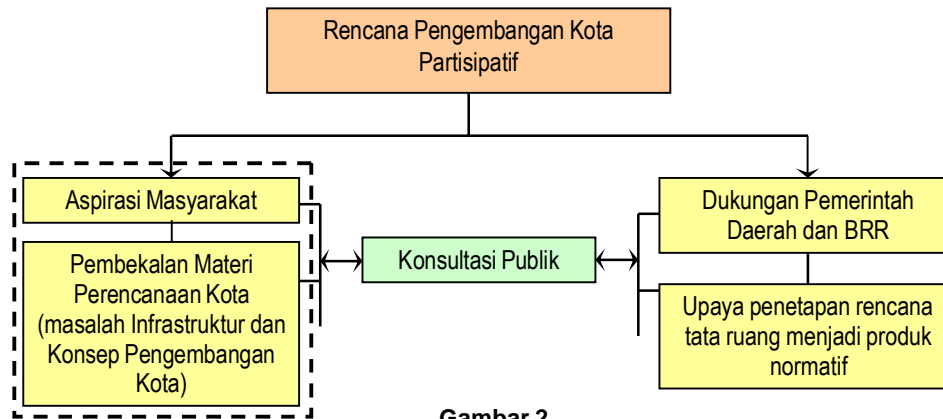 Rencana Pengembangan Kota
Partisipatif
Aspirasi Masyarakat
Pembekalan Materi
Perencanaan Kota
(masalah Infrastruktur dan
Konsep Pengembangan
Kota)
Konsultasi Publik
Dukungan Pemerintah
Daerah dan BRR
Upaya penetapan rencana
tata ruang menjadi produk
normatif
Gambar 2